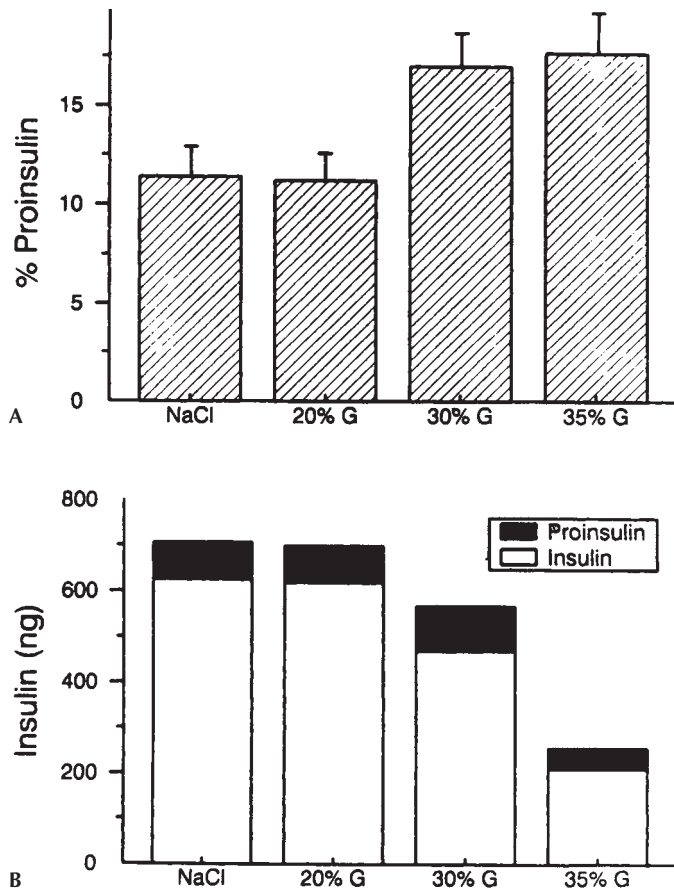 % Proinsulin
15
10
5
0
NaCl 20% G 30% G 35% G
A
Insulin (ng)
800
600
400
200
0
Proinsulin
Insulin
NaCl 20% G 30% G 35% G
B